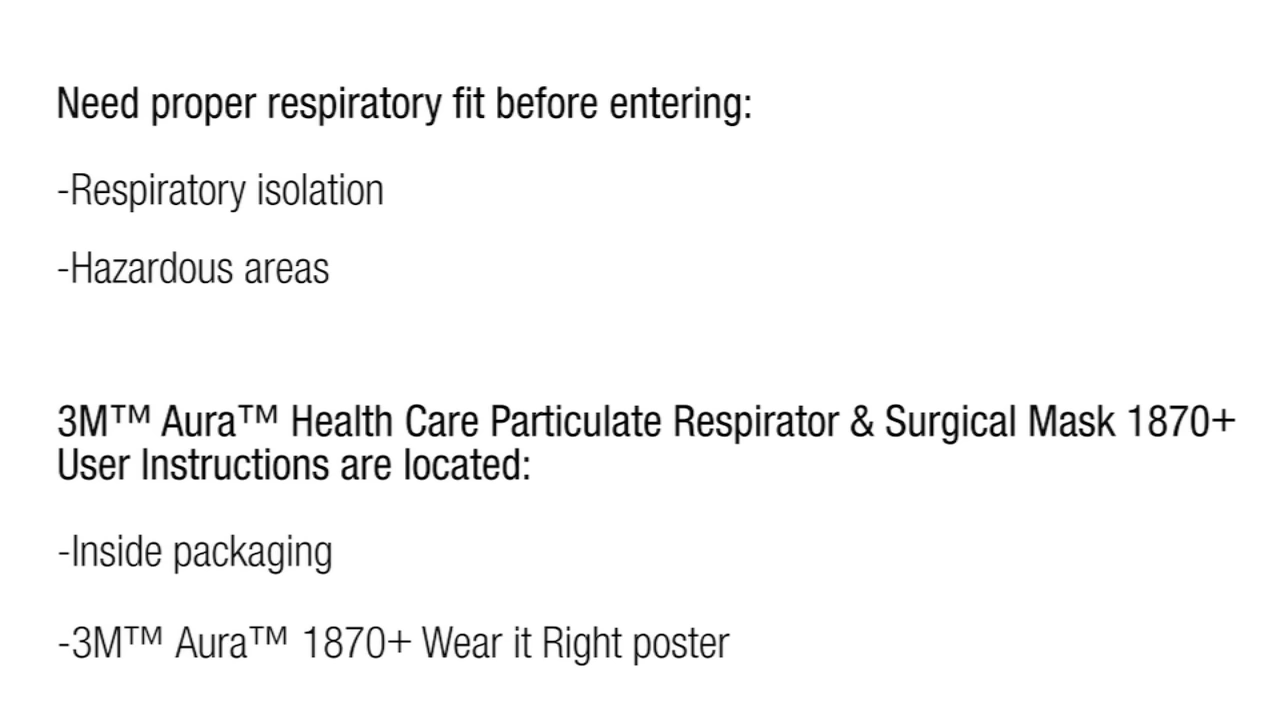 Need proper respiratory fit before entering:
-Respiratory isolation
-Hazardous areas
3M™ Aura™ Health Care Particulate Respirator & Surgical Mask 1870+
User Instructions are located:
-Inside packaging
-3M™ Aura™ 1870+ Wear it Right poster